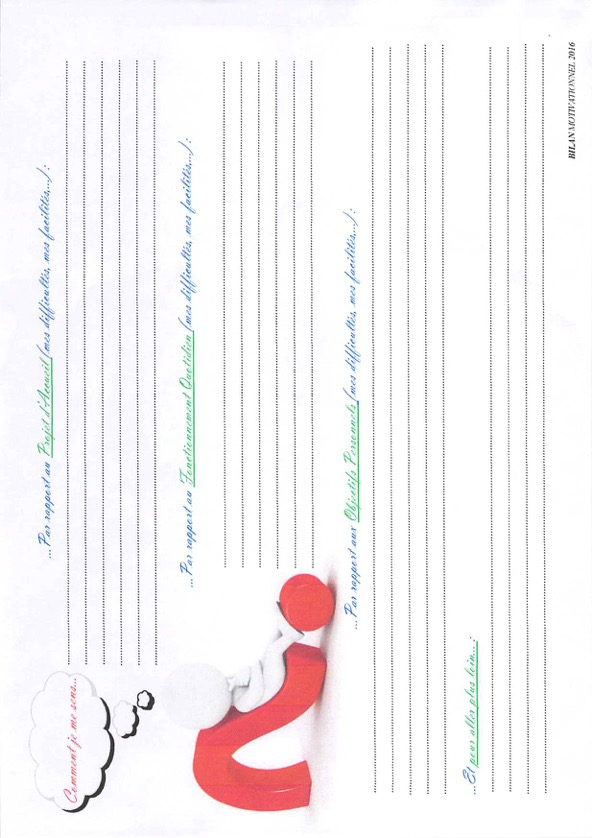 Comment je me sens...
...Par rapport au Projet d'Accueil (mes difficultés, mes facilités,...) :
...Par rapport au Fonctionnement Quotidien (mes difficultés, mes facilités,...) :
...Par rapport aux Objectifs Personnels (mes difficultés, mes facilités,...) :
...Et pour aller plus loin... :
BILAN MOTIVATIONNEL 2016